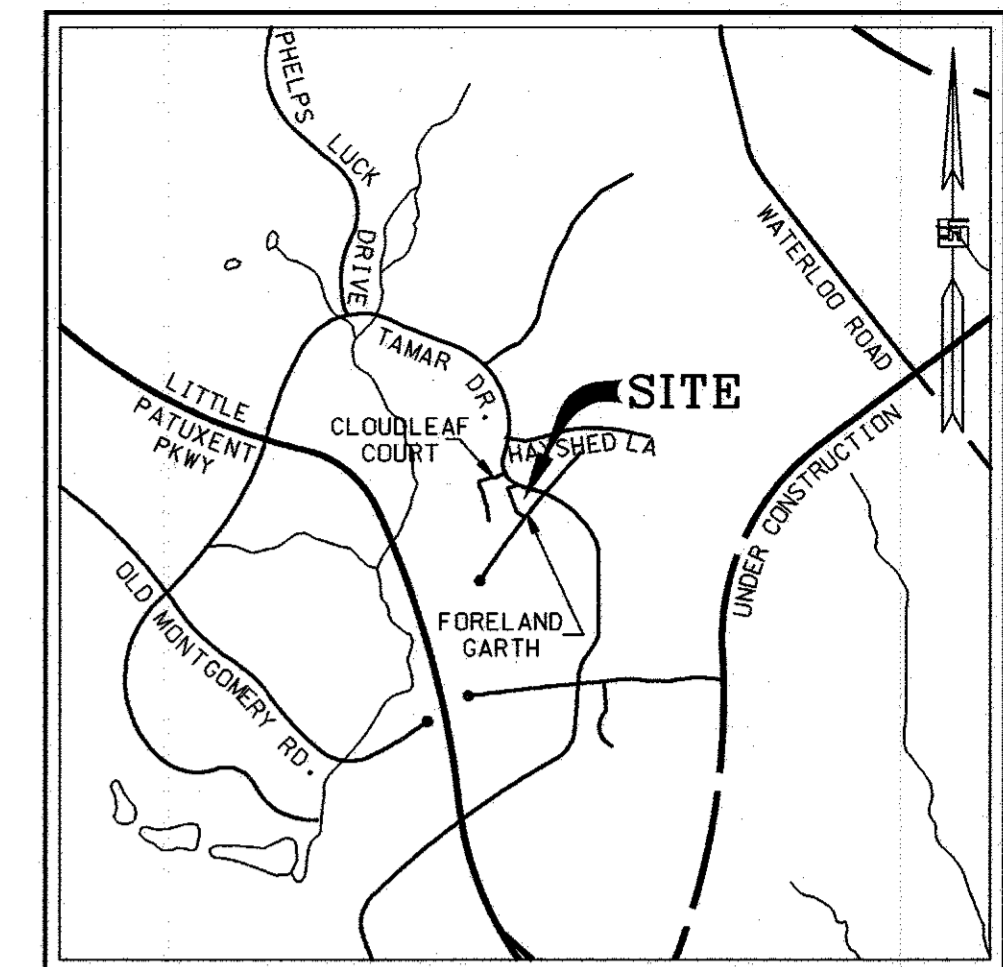 PHELPS LUCK DRIVE
WATERLOO ROAD
TAMAR DR.
SITE
LITTLE
PATUXENT
PKWY
CLOUDLEAF
COURT
HAYSHED LA
UNDER CONSTRUCTION
OLD MONTGOMERY RD.
FORELAND
GARTH